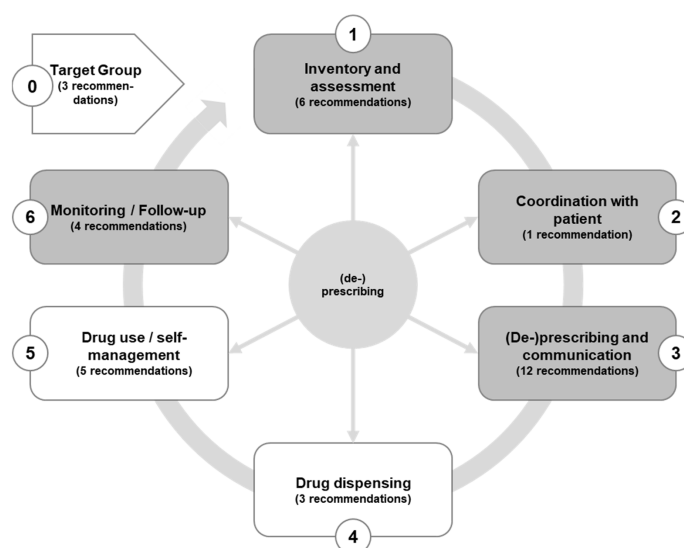 0
Target Group
(3 recommen-
dations)
1
Inventory and
assessment
(6 recommendations)
2
Coordination with
patient
(1 recommendation)
3
(De-)prescribing and
communication
(12 recommendations)
4
Drug dispensing
(3 recommendations)
5
Drug use / self-
management
(5 recommendations)
6
Monitoring / Follow-up
(4 recommendations)
(de-)
prescribing